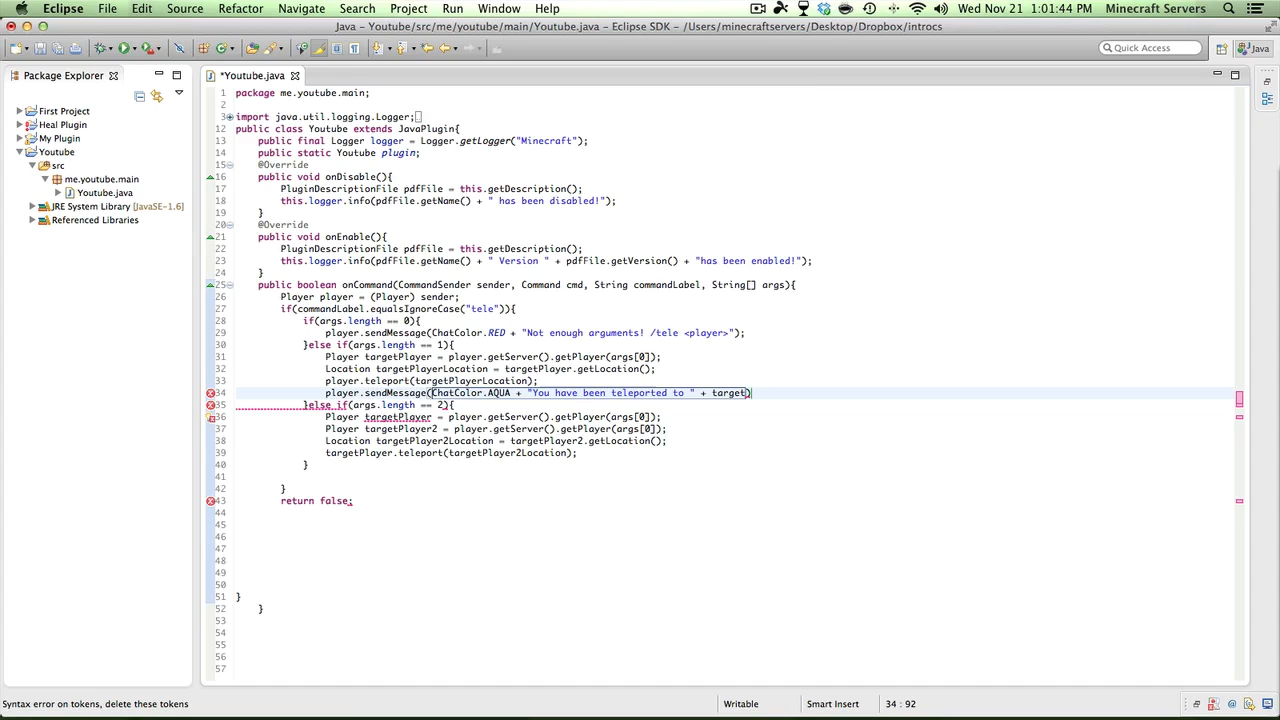 Eclipse File Edit Source Refactor Navigate Search Project Run Window Help Wed Nov 21 1:01:44 PM Minecraft Servers
Java – Youtube/src/me/youtube/main/Youtube.java – Eclipse SDK – /Users/minecraftservers/Desktop/Dropbox/introcs
Quick Access Java
Package Explorer
First Project
Heal Plugin
My Plugin
Youtube
src
me.youtube.main
Youtube.java
JRE System Library [JavaSE-1.6]
Referenced Libraries
*Youtube.java
1 package me.youtube.main;
2
3 import java.util.logging.Logger;
12 public class Youtube extends JavaPlugin{
13 public final Logger logger = Logger.getLogger("Minecraft");
14 public static Youtube plugin;
15 @Override
16 public void onDisable(){
17 PluginDescriptionFile pdfFile = this.getDescription();
18 this.logger.info(pdfFile.getName() + " has been disabled!");
19 }
20 @Override
21 public void onEnable(){
22 PluginDescriptionFile pdfFile = this.getDescription();
23 this.logger.info(pdfFile.getName() + " Version " + pdfFile.getVersion() + "has been enabled!");
24 }
25 public boolean onCommand(CommandSender sender, Command cmd, String commandLabel, String[] args){
26 Player player = (Player) sender;
27 if(commandLabel.equalsIgnoreCase("tele")){
28 if(args.length == 0){
29 player.sendMessage(ChatColor.RED + "Not enough arguments! /tele <player>");
30 }else if(args.length == 1){
31 Player targetPlayer = player.getServer().getPlayer(args[0]);
32 Location targetPlayerLocation = targetPlayer.getLocation();
33 player.teleport(targetPlayerLocation);
34 player.sendMessage(ChatColor.AQUA + "You have been teleported to " + target)
35 }else if(args.length == 2){
36 Player targetPlayer = player.getServer().getPlayer(args[0]);
37 Player targetPlayer2 = player.getServer().getPlayer(args[0]);
38 Location targetPlayer2Location = targetPlayer2.getLocation();
39 targetPlayer.teleport(targetPlayer2Location);
40 }
41
42 }
43 return false;
44
45
46
47
48
49
50
51 }
52 }
53
54
55
56
57
Syntax error on tokens, delete these tokens Writable Smart Insert 34 : 92